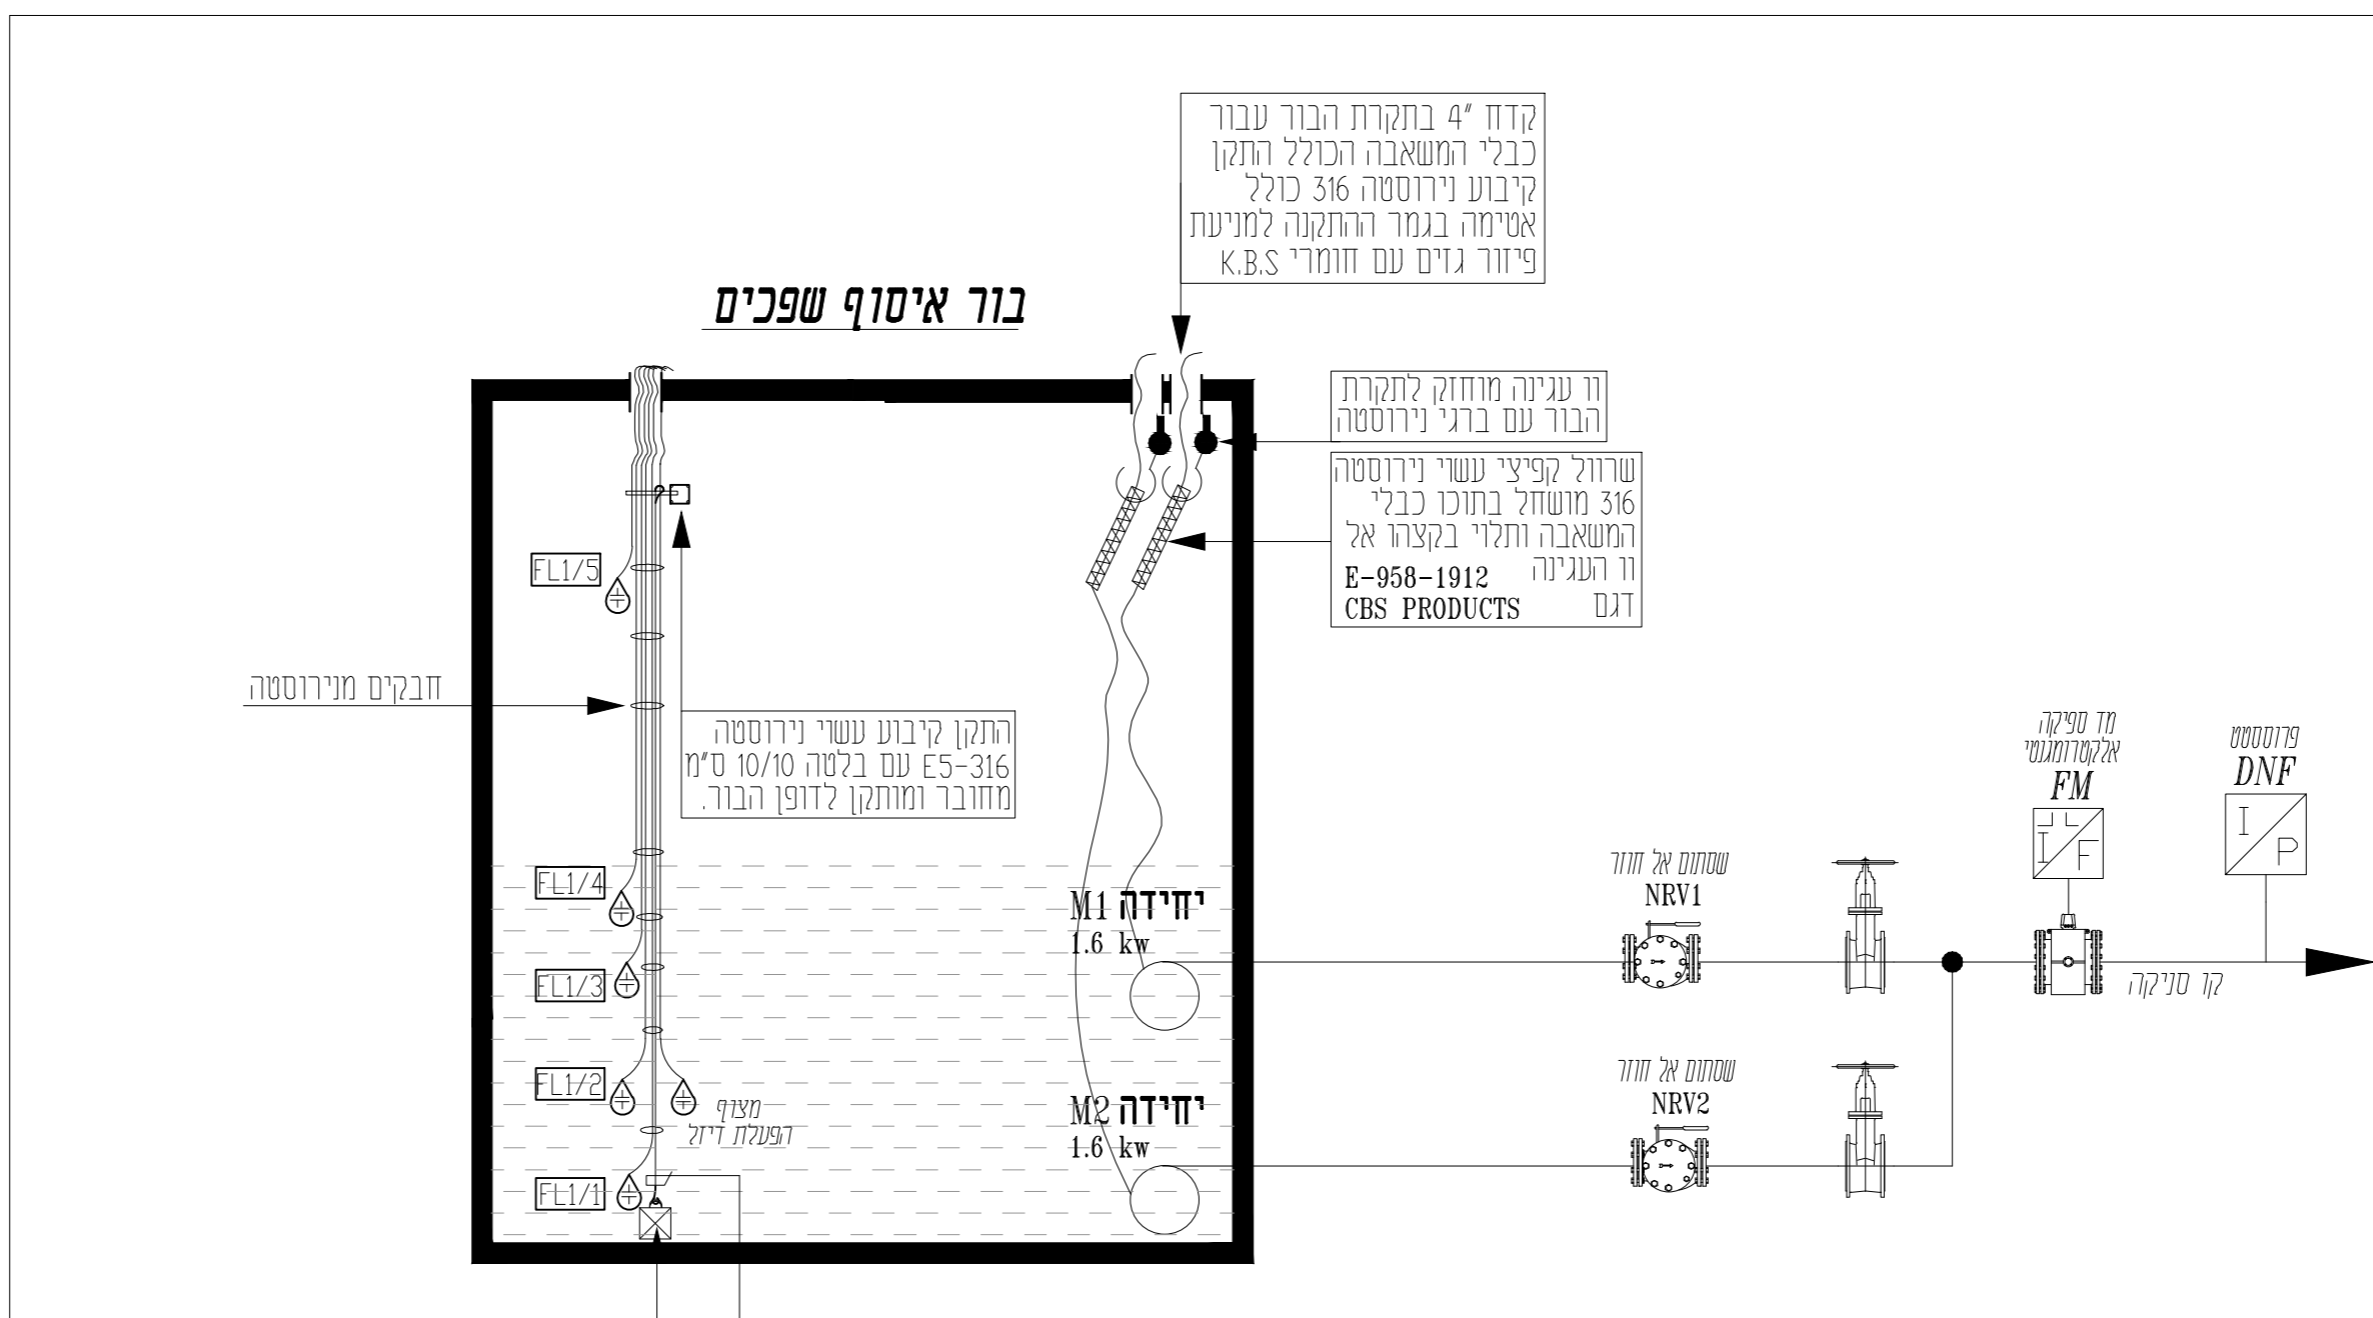 קדח 4" בתקרת הבור עבור
כבלי המשאבה הכולל התקן
קיבוע נירוסטה 316 כולל
אטימה בגמר ההתקנה למניעת
פיזור גזים עם חומרי K.B.S
בור איסוף שפכים
וו עגינה מוחזק לתקרת
הבור עם ברגי נירוסטה
שרוול קפיצי עשוי נירוסטה
316 מושחל בתוכו כבלי
המשאבה ותלוי בקצהו אל
וו העגינה
E-958-1912
דגם CBS PRODUCTS
FL1/5
חבקים מנירוסטה
התקן קיבוע עשוי נירוסטה
E5-316 עם בלטה 10/10 ס"מ
מחובר ומותקן לדופן הבור.
מד ספיקה
אלקטרומגנטי
FM
I F
פרוססטט
DNF
I P
FL1/4
יחידה M1
1.6 kw
שסתום אל חוזר
NRV1
FL1/3
קו סניקה
FL1/2
מצוף
הפעלת דיזל
יחידה M2
1.6 kw
שסתום אל חוזר
NRV2
FL1/1